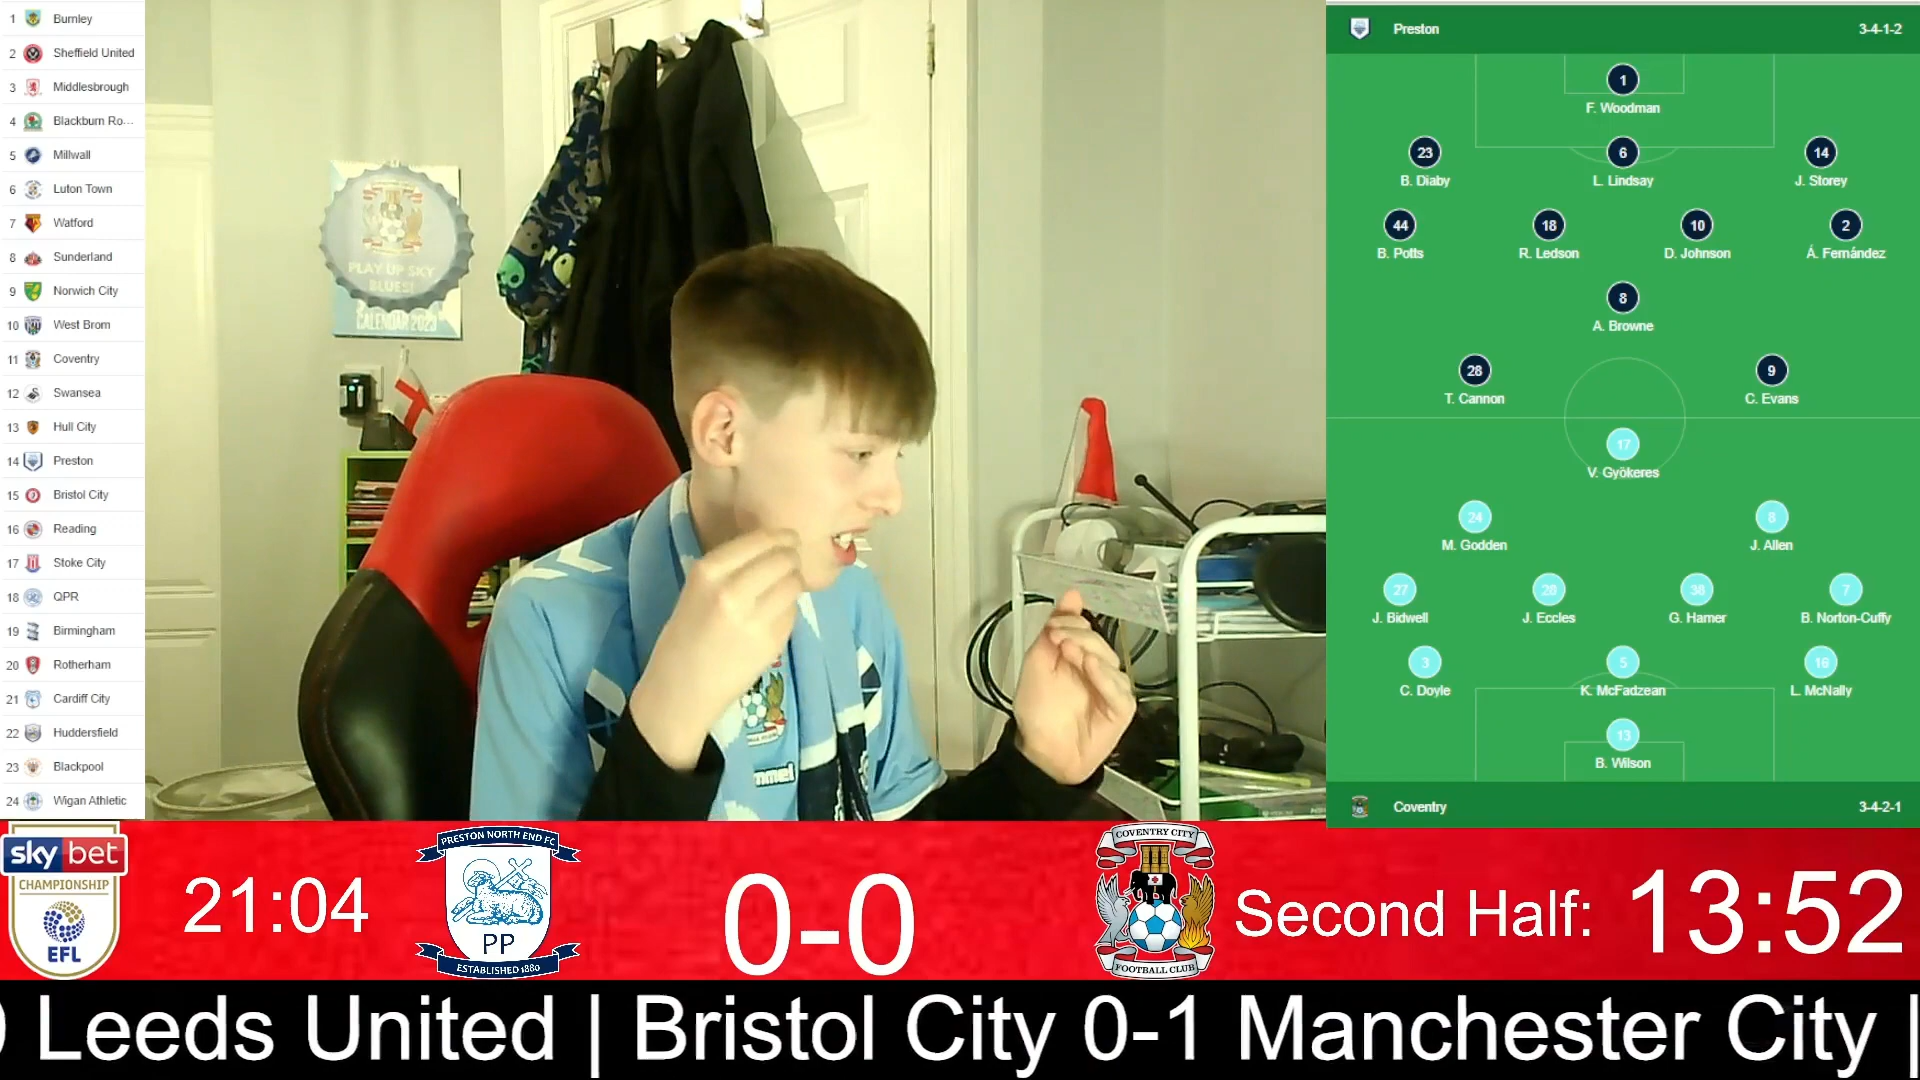 1 Burnley
2 Sheffield United
3 Middlesbrough
4 Blackburn Ro...
5 Millwall
6 Luton Town
7 Watford
8 Sunderland
9 Norwich City
10 West Brom
11 Coventry
12 Swansea
13 Hull City
14 Preston
15 Bristol City
16 Reading
17 Stoke City
18 QPR
19 Birmingham
20 Rotherham
21 Cardiff City
22 Huddersfield
23 Blackpool
24 Wigan Athletic
PLAY UP SKY
BLUES!
CALENDAR 2023
hummel
Preston 3-4-1-2
1
F. Woodman
23 6 14
B. Diaby L. Lindsay J. Storey
44 18 10 2
B. Potts R. Ledson D. Johnson Á. Fernández
8
A. Browne
28 9
T. Cannon C. Evans
17
V. Gyökeres
24 8
M. Godden J. Allen
27 28 38 7
J. Bidwell J. Eccles G. Hamer B. Norton-Cuffy
3 5 16
C. Doyle K. McFadzean L. McNally
13
B. Wilson
Coventry 3-4-2-1
sky bet
CHAMPIONSHIP
EFL
21:04
PRESTON NORTH END FC
PP
ESTABLISHED 1880
0-0
COVENTRY CITY
FOOTBALL CLUB
Second Half: 13:52
0 Leeds United | Bristol City 0-1 Manchester City |